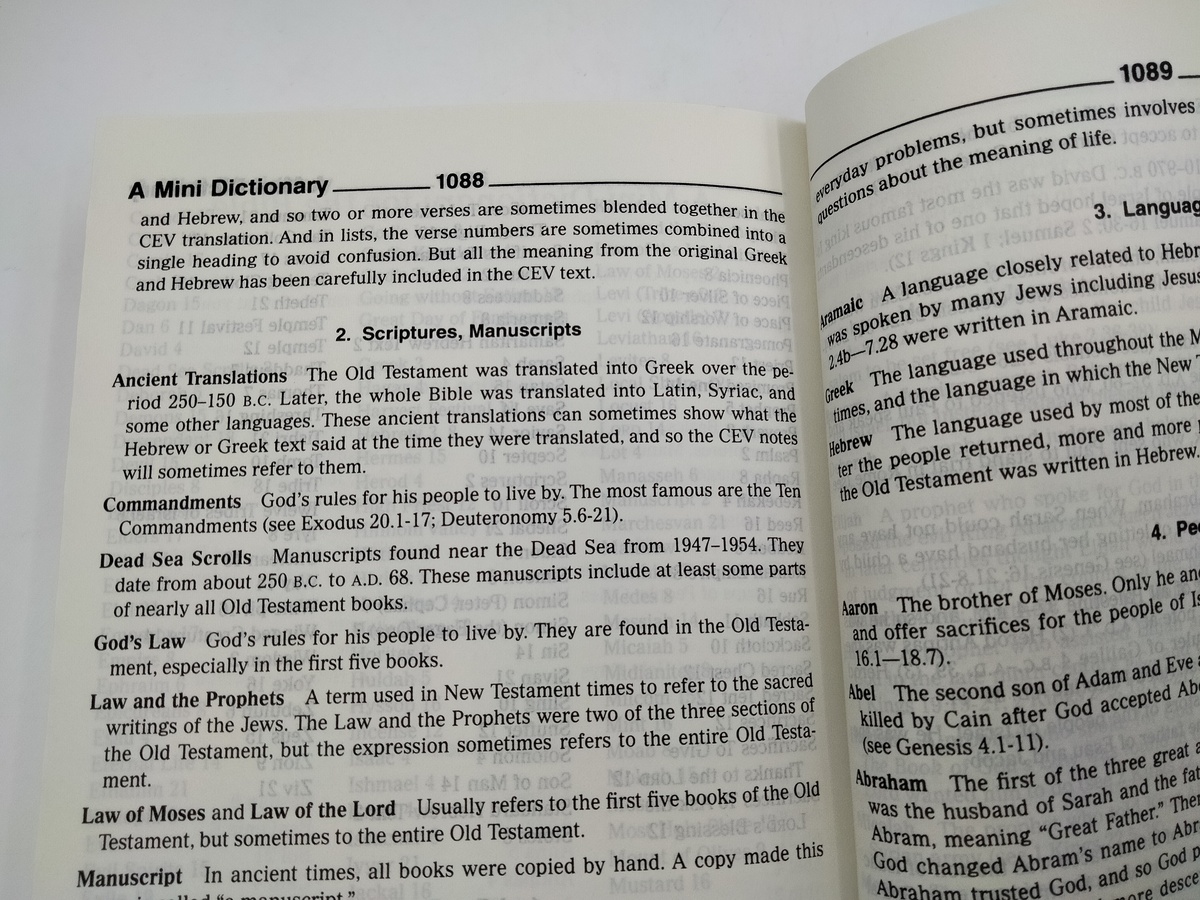 A Mini Dictionary 1088
and Hebrew, and so two or more verses are sometimes blended together in the
CEV translation. And in lists, the verse numbers are sometimes combined into a
single heading to avoid confusion. But all the meaning from the original Greek
and Hebrew has been carefully included in the CEV text.
2. Scriptures, Manuscripts
Ancient Translations The Old Testament was translated into Greek over the pe-
riod 250–150 B.C. Later, the whole Bible was translated into Latin, Syriac, and
some other languages. These ancient translations can sometimes show what the
Hebrew or Greek text said at the time they were translated, and so the CEV notes
will sometimes refer to them.
Commandments God's rules for his people to live by. The most famous are the Ten
Commandments (see Exodus 20.1-17; Deuteronomy 5.6-21).
Dead Sea Scrolls Manuscripts found near the Dead Sea from 1947–1954. They
date from about 250 B.C. to A.D. 68. These manuscripts include at least some parts
of nearly all Old Testament books.
God's Law God's rules for his people to live by. They are found in the Old Testa-
ment, especially in the first five books.
Law and the Prophets A term used in New Testament times to refer to the sacred
writings of the Jews. The Law and the Prophets were two of the three sections of
the Old Testament, but the expression sometimes refers to the entire Old Testa-
ment.
Law of Moses and Law of the Lord Usually refers to the first five books of the Old
Testament, but sometimes to the entire Old Testament.
Manuscript In ancient times, all books were copied by hand. A copy made this
"a manuscript."
1089
everyday problems, but sometimes involves
questions about the meaning of life.
3. Languag
Aramaic A language closely related to Hebr
was spoken by many Jews including Jesus
2.4b—7.28 were written in Aramaic.
Greek The language used throughout the M
times, and the language in which the New T
Hebrew The language used by most of the
ter the people returned, more and more
the Old Testament was written in Hebrew.
4. Pe
Aaron The brother of Moses. Only he an
and offer sacrifices for the people of Is
16.1—18.7).
Abel The second son of Adam and Eve
killed by Cain after God accepted Abe
(see Genesis 4.1-11).
Abraham The first of the three great
was the husband of Sarah and the fat
Abram, meaning "Great Father." Then
God changed Abram's name to Abr
Abraham trusted God, and so God p
more desce